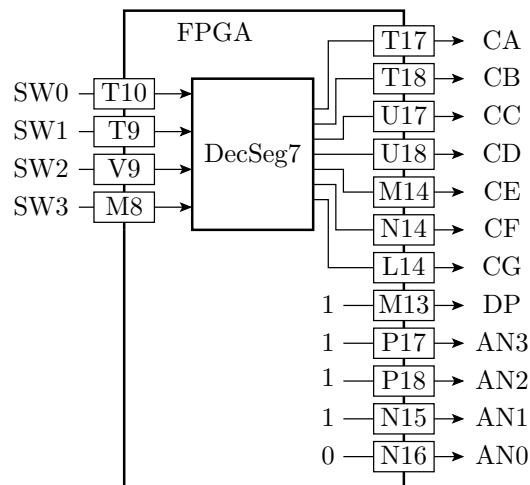 FPGA
T17 CA
T18 CB
SW0 T10
U17 CC
SW1 T9
DecSeg7
U18 CD
SW2 V9
M14 CE
SW3 M8
N14 CF
L14 CG
1 M13 DP
1 P17 AN3
1 P18 AN2
1 N15 AN1
0 N16 AN0